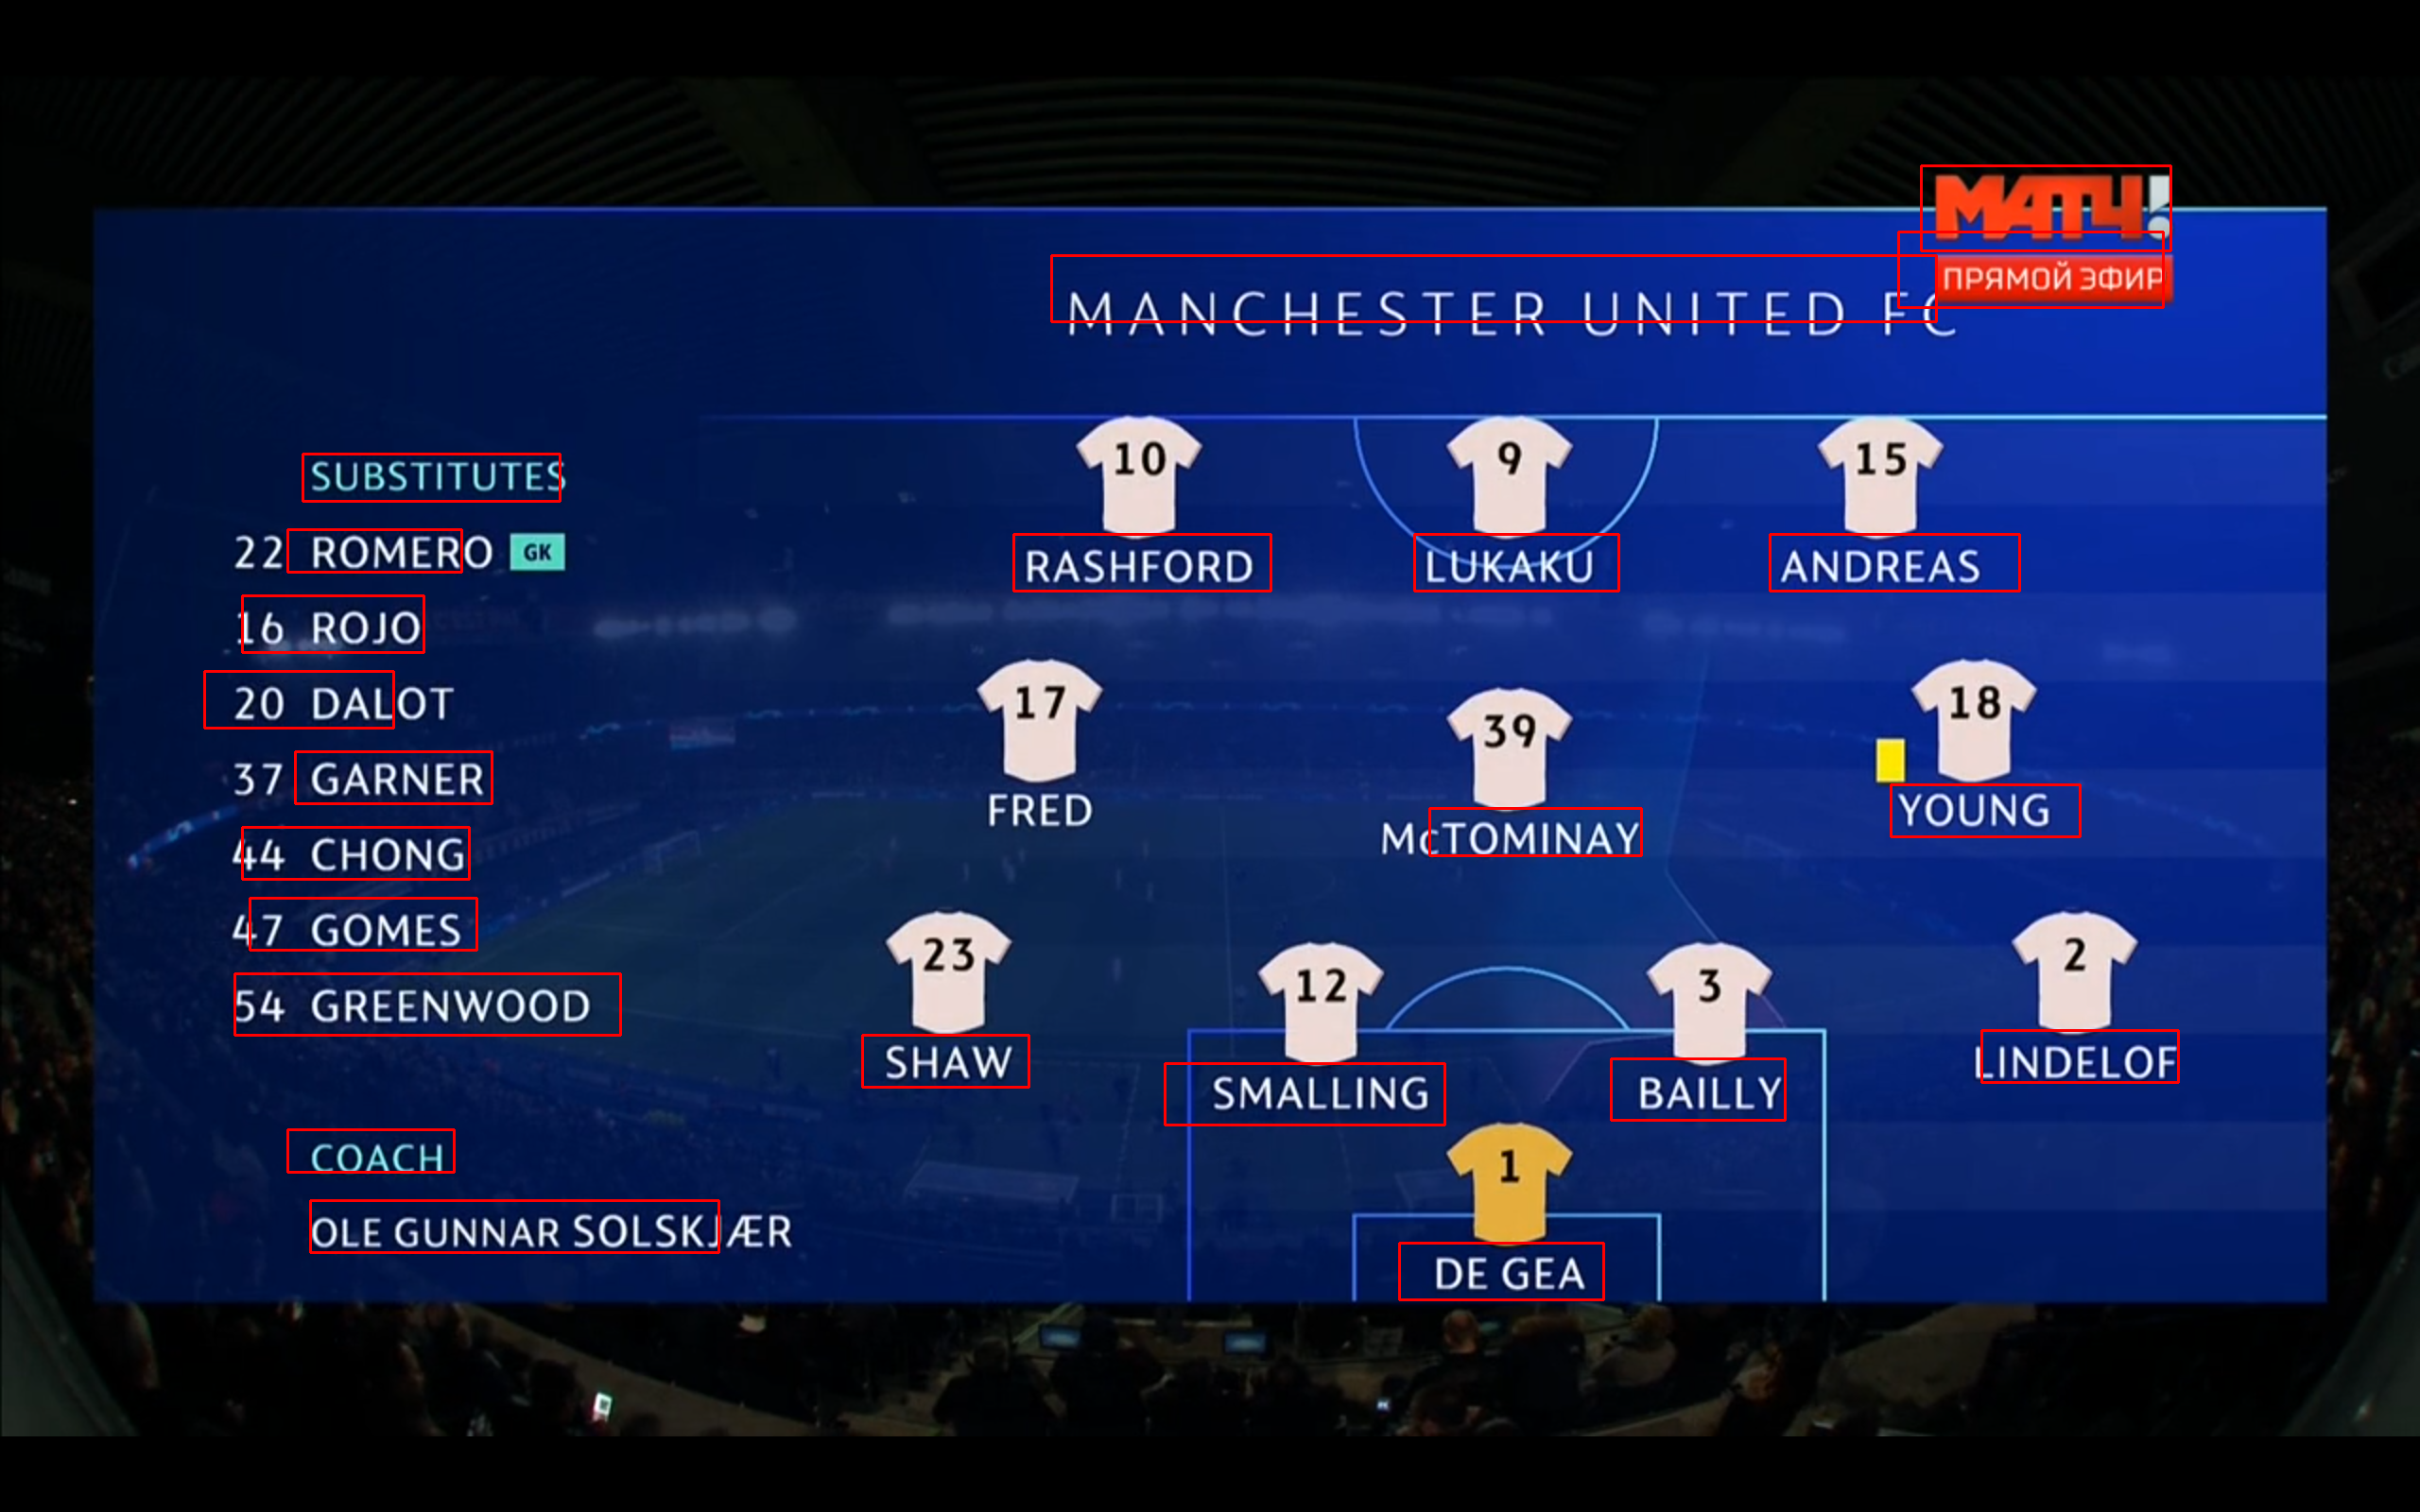 МАТЧ!
ПРЯМОЙ ЭФИР
MANCHESTER UNITED FC
SUBSTITUTES
22 ROMERO GK
16 ROJO
20 DALOT
37 GARNER
44 CHONG
47 GOMES
54 GREENWOOD
COACH
OLE GUNNAR SOLSKJÆR
10 9 15
RASHFORD LUKAKU ANDREAS
17 39 18
FRED McTOMINAY YOUNG
23 12 3 2
SHAW SMALLING BAILLY LINDELOF
1
DE GEA